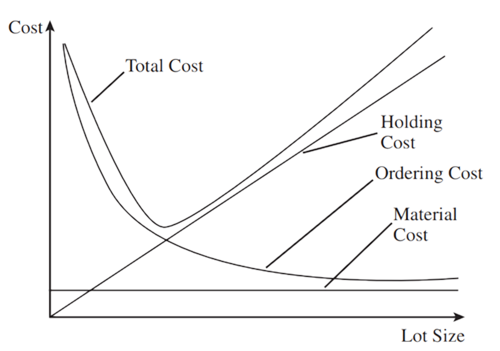 Cost
Total Cost
Holding
Cost
Ordering Cost
Material
Cost
Lot Size